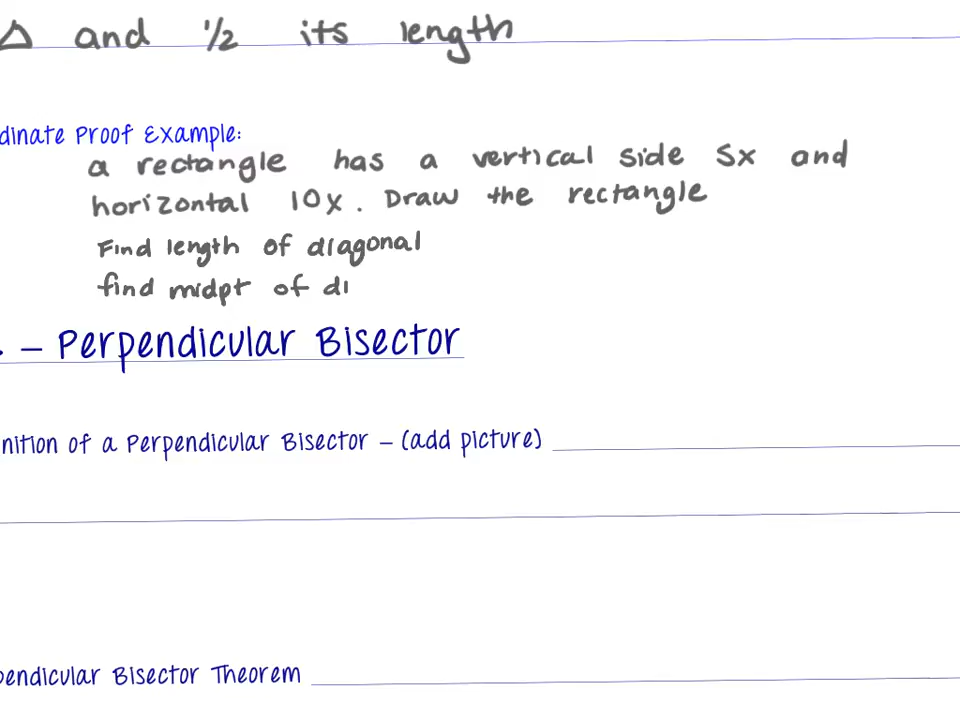 Δ and 1/2 its length
dinate Proof Example:
a rectangle has a vertical side 5x and
horizontal 10x. Draw the rectangle
Find length of diagonal
find midpt of di
- Perpendicular Bisector
nition of a Perpendicular Bisector - (add picture)
pendicular Bisector Theorem